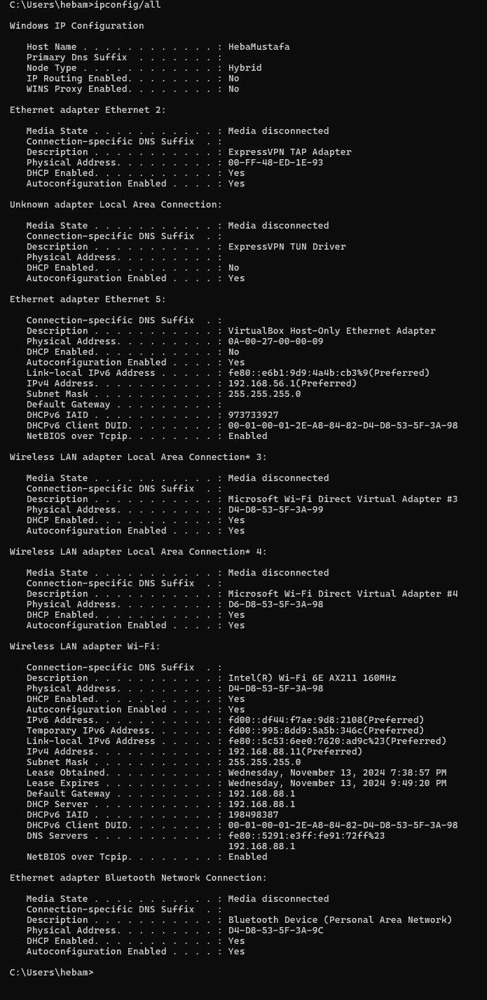 C:\Users\hebam>ipconfig/all
Windows IP Configuration
Host Name . . . . . . . . . . . . : HebaMustafa
Primary Dns Suffix  . . . . . . . :
Node Type . . . . . . . . . . . . : Hybrid
IP Routing Enabled. . . . . . . . : No
WINS Proxy Enabled. . . . . . . . : No
Ethernet adapter Ethernet 2:
Media State . . . . . . . . . . . : Media disconnected
Connection-specific DNS Suffix  . :
Description . . . . . . . . . . . : ExpressVPN TAP Adapter
Physical Address. . . . . . . . . : 00-FF-48-ED-1E-93
DHCP Enabled. . . . . . . . . . . : Yes
Autoconfiguration Enabled . . . . : Yes
Unknown adapter Local Area Connection:
Media State . . . . . . . . . . . : Media disconnected
Connection-specific DNS Suffix  . :
Description . . . . . . . . . . . : ExpressVPN TUN Driver
Physical Address. . . . . . . . . :
DHCP Enabled. . . . . . . . . . . : No
Autoconfiguration Enabled . . . . : Yes
Ethernet adapter Ethernet 5:
Connection-specific DNS Suffix  . :
Description . . . . . . . . . . . : VirtualBox Host-Only Ethernet Adapter
Physical Address. . . . . . . . . : 0A-00-27-00-00-09
DHCP Enabled. . . . . . . . . . . : No
Autoconfiguration Enabled . . . . : Yes
Link-local IPv6 Address . . . . . : fe80::e6b1:9d9:4a4b:cb3%9(Preferred)
IPv4 Address. . . . . . . . . . . : 192.168.56.1(Preferred)
Subnet Mask . . . . . . . . . . . : 255.255.255.0
Default Gateway . . . . . . . . . :
DHCPv6 IAID . . . . . . . . . . . : 973733927
DHCPv6 Client DUID. . . . . . . . : 00-01-00-01-2E-A8-84-82-D4-D8-53-5F-3A-98
NetBIOS over Tcpip. . . . . . . . : Enabled
Wireless LAN adapter Local Area Connection* 3:
Media State . . . . . . . . . . . : Media disconnected
Connection-specific DNS Suffix  . :
Description . . . . . . . . . . . : Microsoft Wi-Fi Direct Virtual Adapter #3
Physical Address. . . . . . . . . : D4-D8-53-5F-3A-99
DHCP Enabled. . . . . . . . . . . : Yes
Autoconfiguration Enabled . . . . : Yes
Wireless LAN adapter Local Area Connection* 4:
Media State . . . . . . . . . . . : Media disconnected
Connection-specific DNS Suffix  . :
Description . . . . . . . . . . . : Microsoft Wi-Fi Direct Virtual Adapter #4
Physical Address. . . . . . . . . : D6-D8-53-5F-3A-98
DHCP Enabled. . . . . . . . . . . : Yes
Autoconfiguration Enabled . . . . : Yes
Wireless LAN adapter Wi-Fi:
Connection-specific DNS Suffix  . :
Description . . . . . . . . . . . : Intel(R) Wi-Fi 6E AX211 160MHz
Physical Address. . . . . . . . . : D4-D8-53-5F-3A-98
DHCP Enabled. . . . . . . . . . . : Yes
Autoconfiguration Enabled . . . . : Yes
IPv6 Address. . . . . . . . . . . : fd00::df44:f7ae:9d8:2108(Preferred)
Temporary IPv6 Address. . . . . . : fd00::995:8dd9:5a5b:346c(Preferred)
Link-local IPv6 Address . . . . . : fe80::5c53:6ee0:7620:ad9c%23(Preferred)
IPv4 Address. . . . . . . . . . . : 192.168.88.11(Preferred)
Subnet Mask . . . . . . . . . . . : 255.255.255.0
Lease Obtained. . . . . . . . . . : Wednesday, November 13, 2024 7:38:57 PM
Lease Expires . . . . . . . . . . : Wednesday, November 13, 2024 9:49:20 PM
Default Gateway . . . . . . . . . : 192.168.88.1
DHCP Server . . . . . . . . . . . : 192.168.88.1
DHCPv6 IAID . . . . . . . . . . . : 198498387
DHCPv6 Client DUID. . . . . . . . : 00-01-00-01-2E-A8-84-82-D4-D8-53-5F-3A-98
DNS Servers . . . . . . . . . . . : fe80::5291:e3ff:fe91:72ff%23
192.168.88.1
NetBIOS over Tcpip. . . . . . . . : Enabled
Ethernet adapter Bluetooth Network Connection:
Media State . . . . . . . . . . . : Media disconnected
Connection-specific DNS Suffix  . :
Description . . . . . . . . . . . : Bluetooth Device (Personal Area Network)
Physical Address. . . . . . . . . : D4-D8-53-5F-3A-9C
DHCP Enabled. . . . . . . . . . . : Yes
Autoconfiguration Enabled . . . . : Yes
C:\Users\hebam>